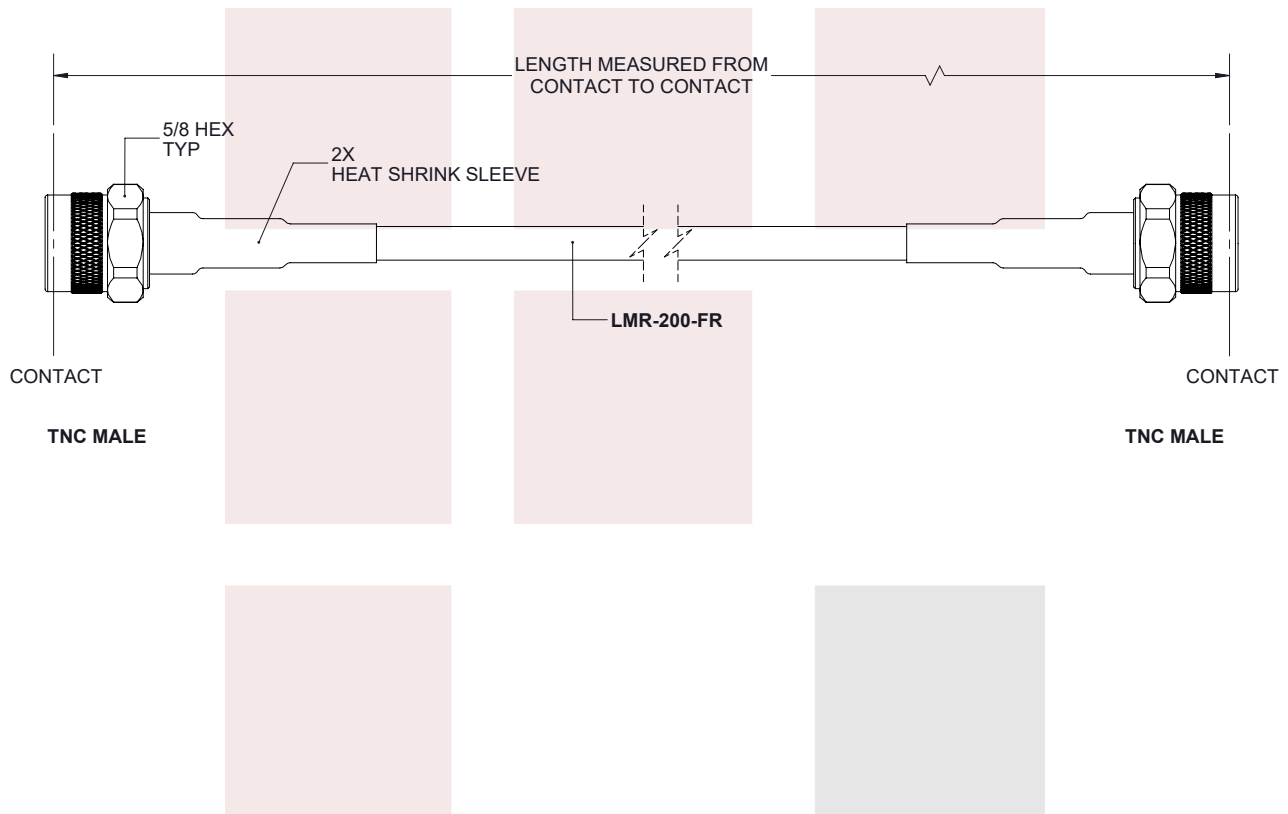 LENGTH MEASURED FROM
CONTACT TO CONTACT
5/8 HEX
TYP
2X
HEAT SHRINK SLEEVE
LMR-200-FR
CONTACT
CONTACT
TNC MALE
TNC MALE